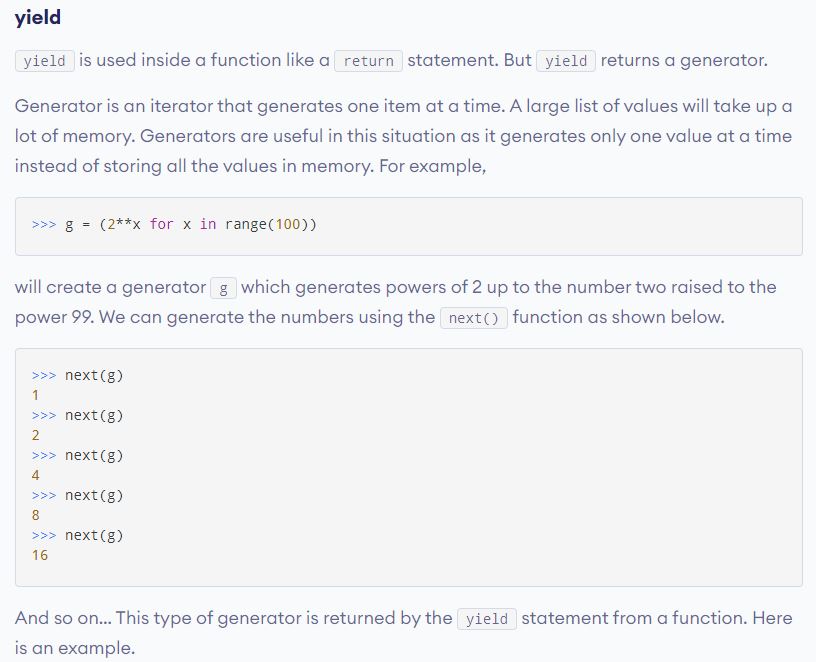 yield
yield is used inside a function like a return statement. But yield returns a generator.
Generator is an iterator that generates one item at a time. A large list of values will take up a
lot of memory. Generators are useful in this situation as it generates only one value at a time
instead of storing all the values in memory. For example,
>>> g = (2**x for x in range(100))
will create a generator g which generates powers of 2 up to the number two raised to the
power 99. We can generate the numbers using the next() function as shown below.
>>> next(g)
1
>>> next(g)
2
>>> next(g)
4
>>> next(g)
8
>>> next(g)
16
And so on... This type of generator is returned by the yield statement from a function. Here
is an example.